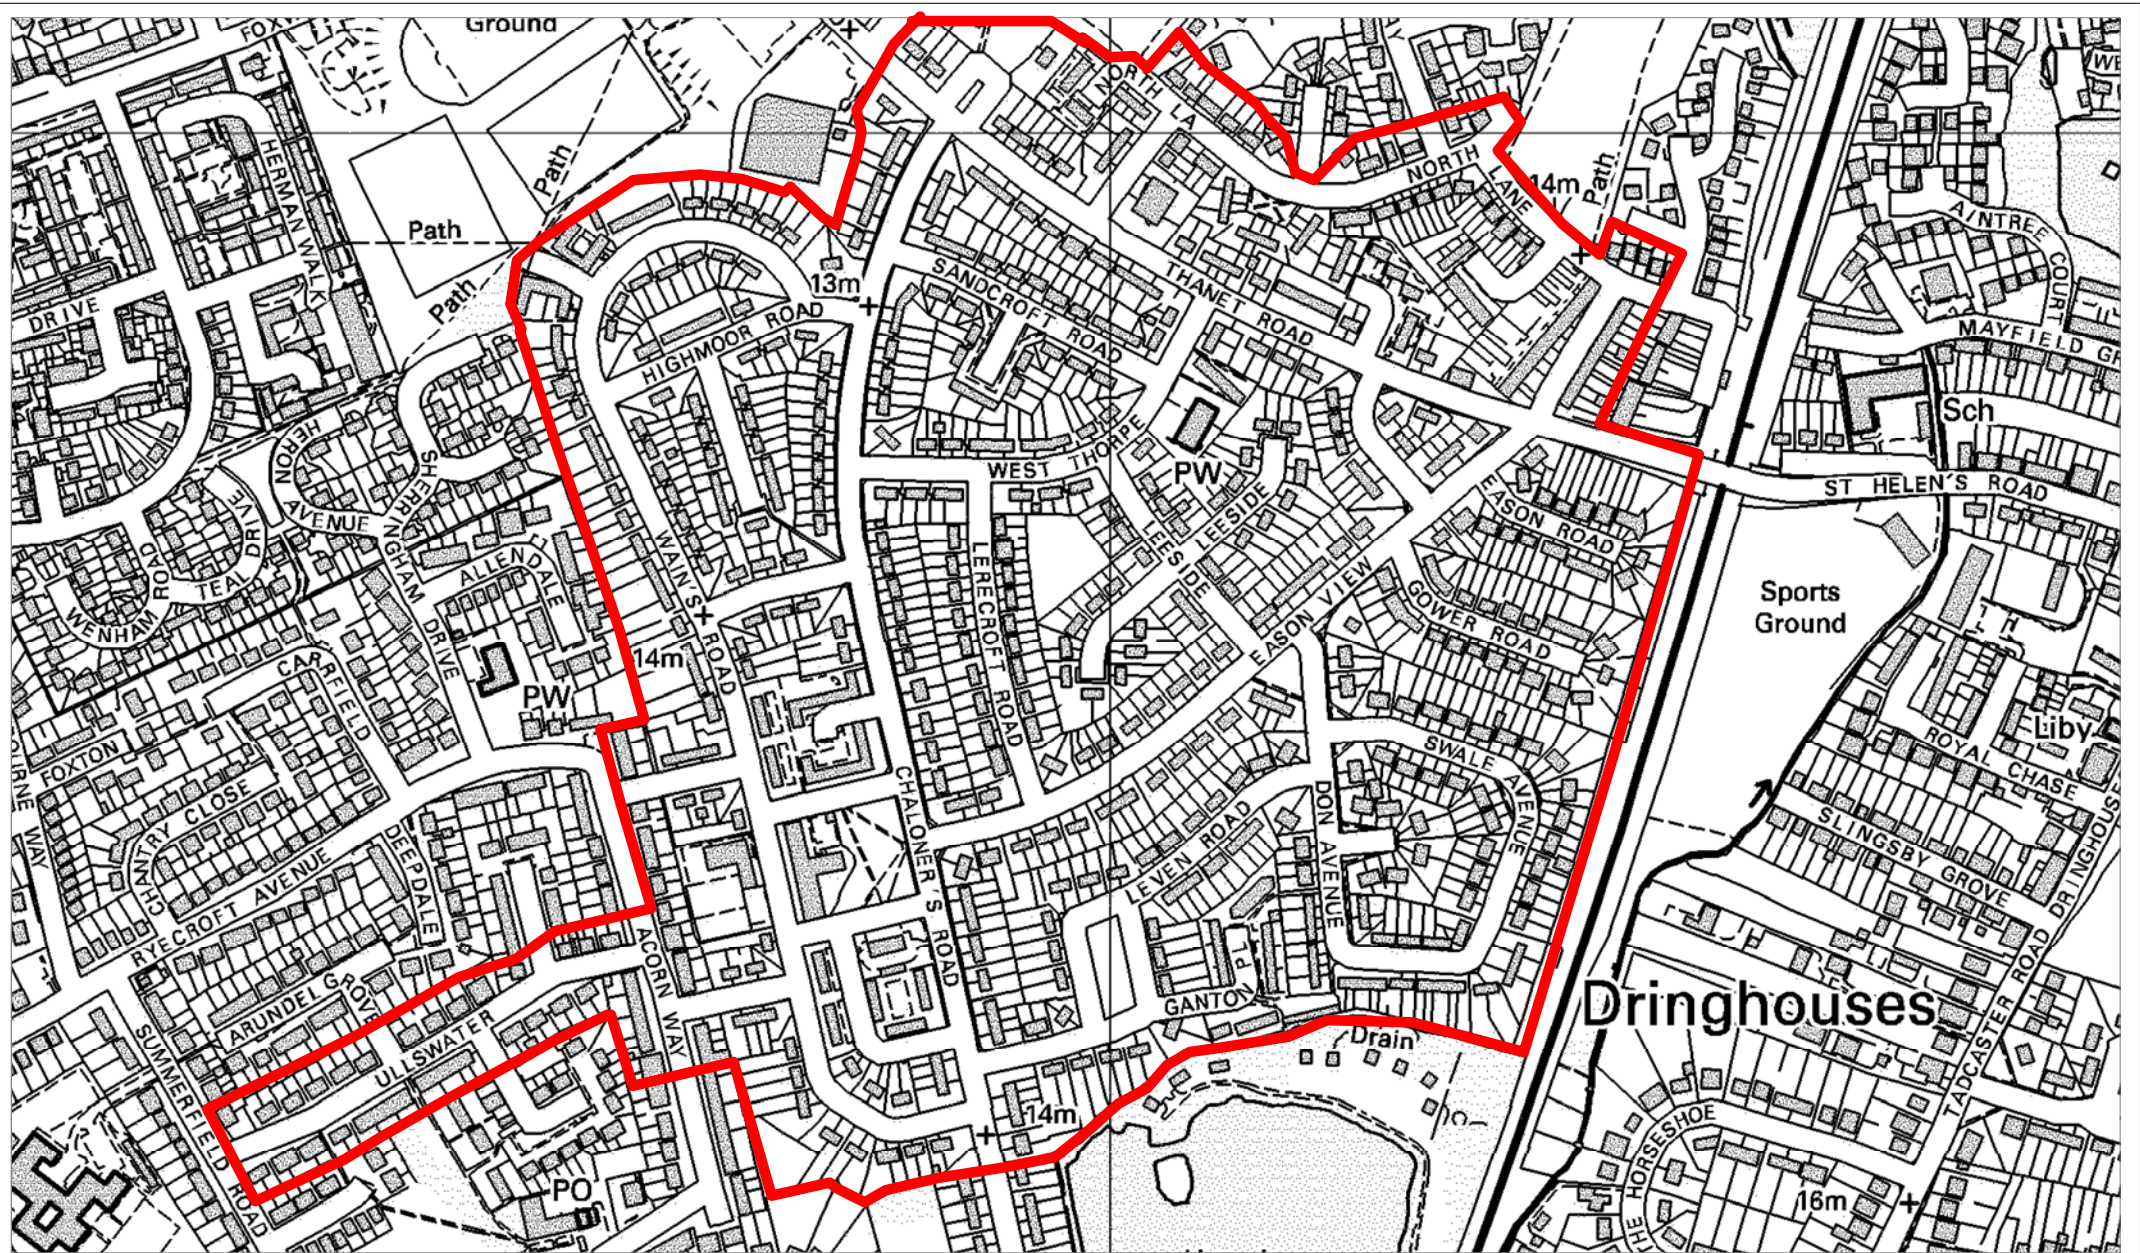 Ground
Path
Path
Path
HERMAN WALK
DRIVE
NORTH LA
NORTH
LANE
14m
Path
AINTREE
COURT
MAYFIELD GR
Sch
13m
HIGHMOOR ROAD
SANDCROFT ROAD
THANET ROAD
WEST THORPE
PW
LEESIDE
LEESIDE
EASON VIEW
EASON ROAD
GOWER ROAD
ST HELEN'S ROAD
Sports
Ground
HERON
AVENUE
SHERRINGHAM DRIVE
TEAL DRIVE
WENHAM ROAD
ALLENDALE
PW
14m
WAIN'S ROAD
LERECROFT ROAD
CHALONER'S ROAD
CARRFIELD
FOXTON
CHANTRY CLOSE
RYECROFT AVENUE
DEEPDALE
ARUNDEL GROVE
ULLSWATER
SUMMERFIELD ROAD
ACORN WAY
PO
LEVEN ROAD
DON AVENUE
SWALE AVENUE
GANTON
Drain
14m
Liby
ROYAL CHASE
SLINGSBY GROVE
DRINGHOUSE
Dringhouses
TADCASTER ROAD
THE HORSESHOE
16m